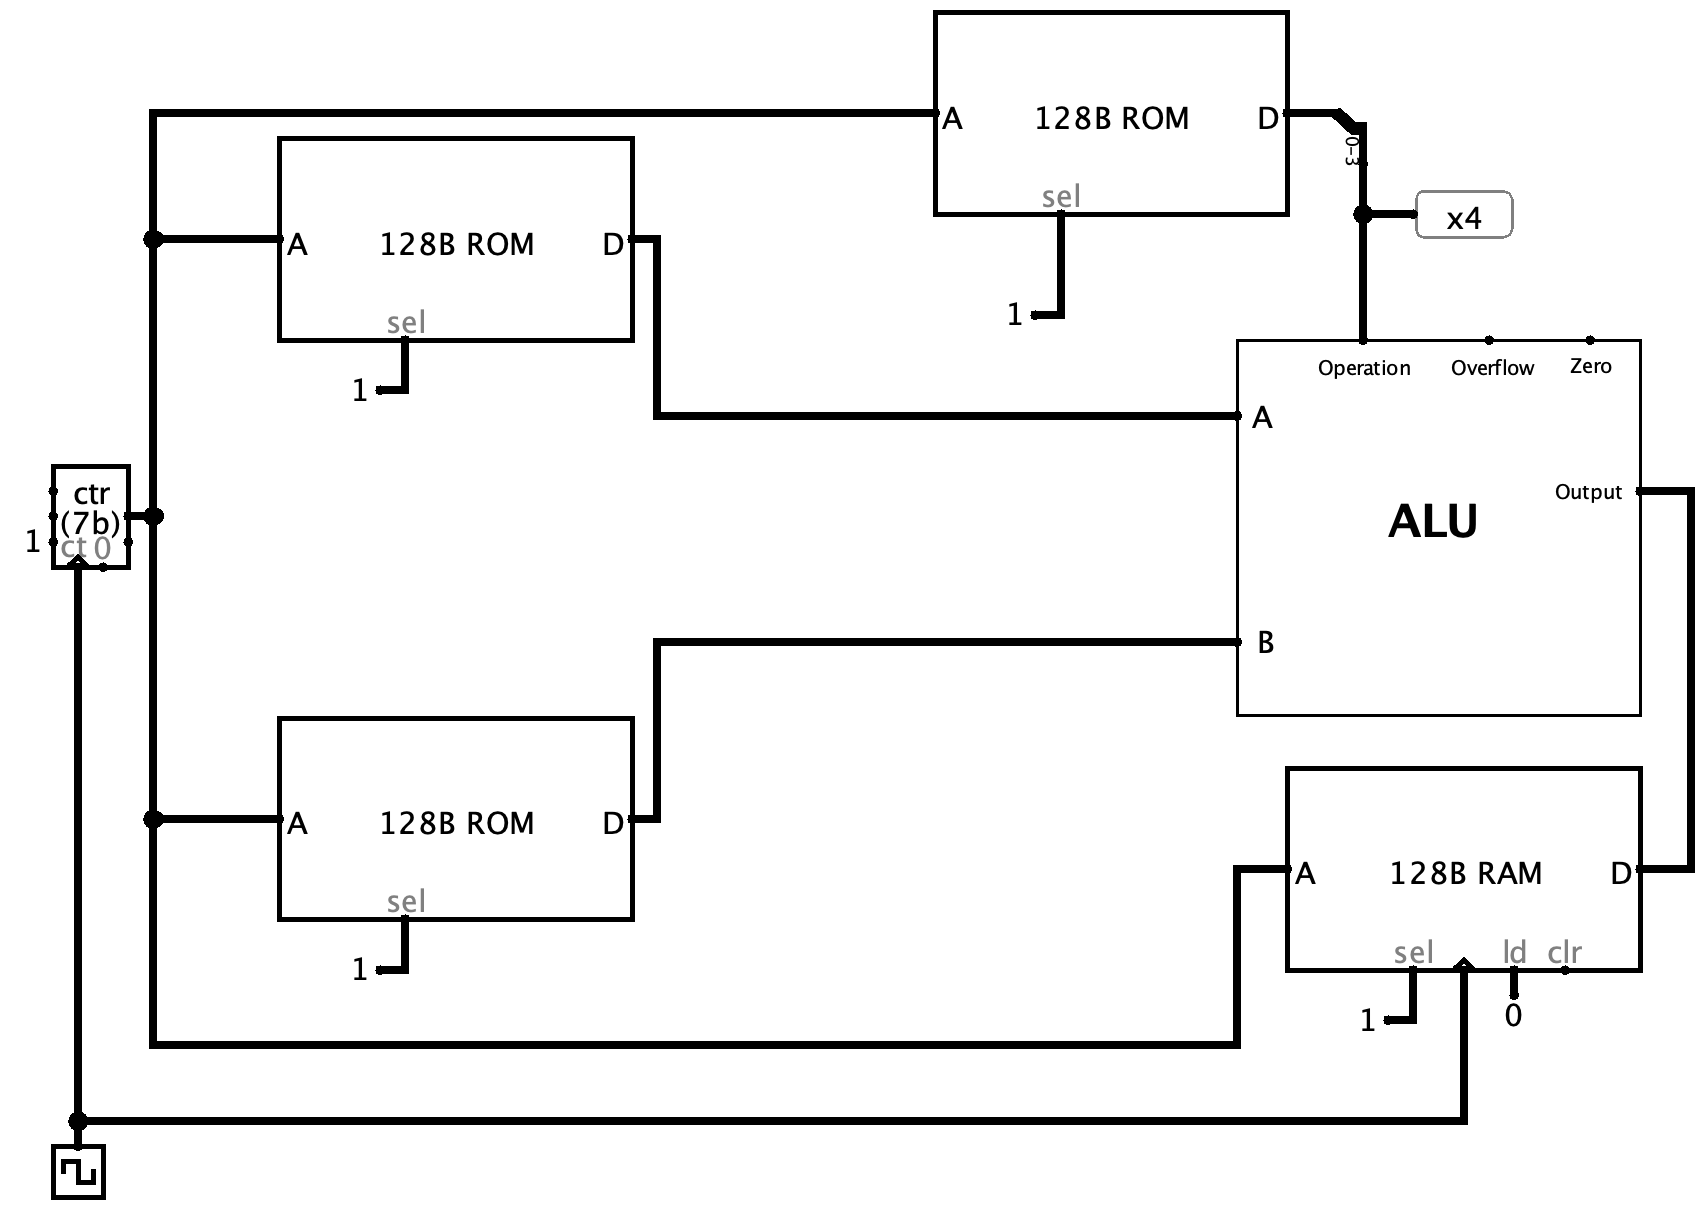 A 128B ROM D
sel
0-3
x4
1
A 128B ROM D
sel
1
Operation Overflow Zero
A
Output
ALU
B
ctr
(7b)
1 ct 0
A 128B ROM D
sel
1
A 128B RAM D
sel ld clr
1 0